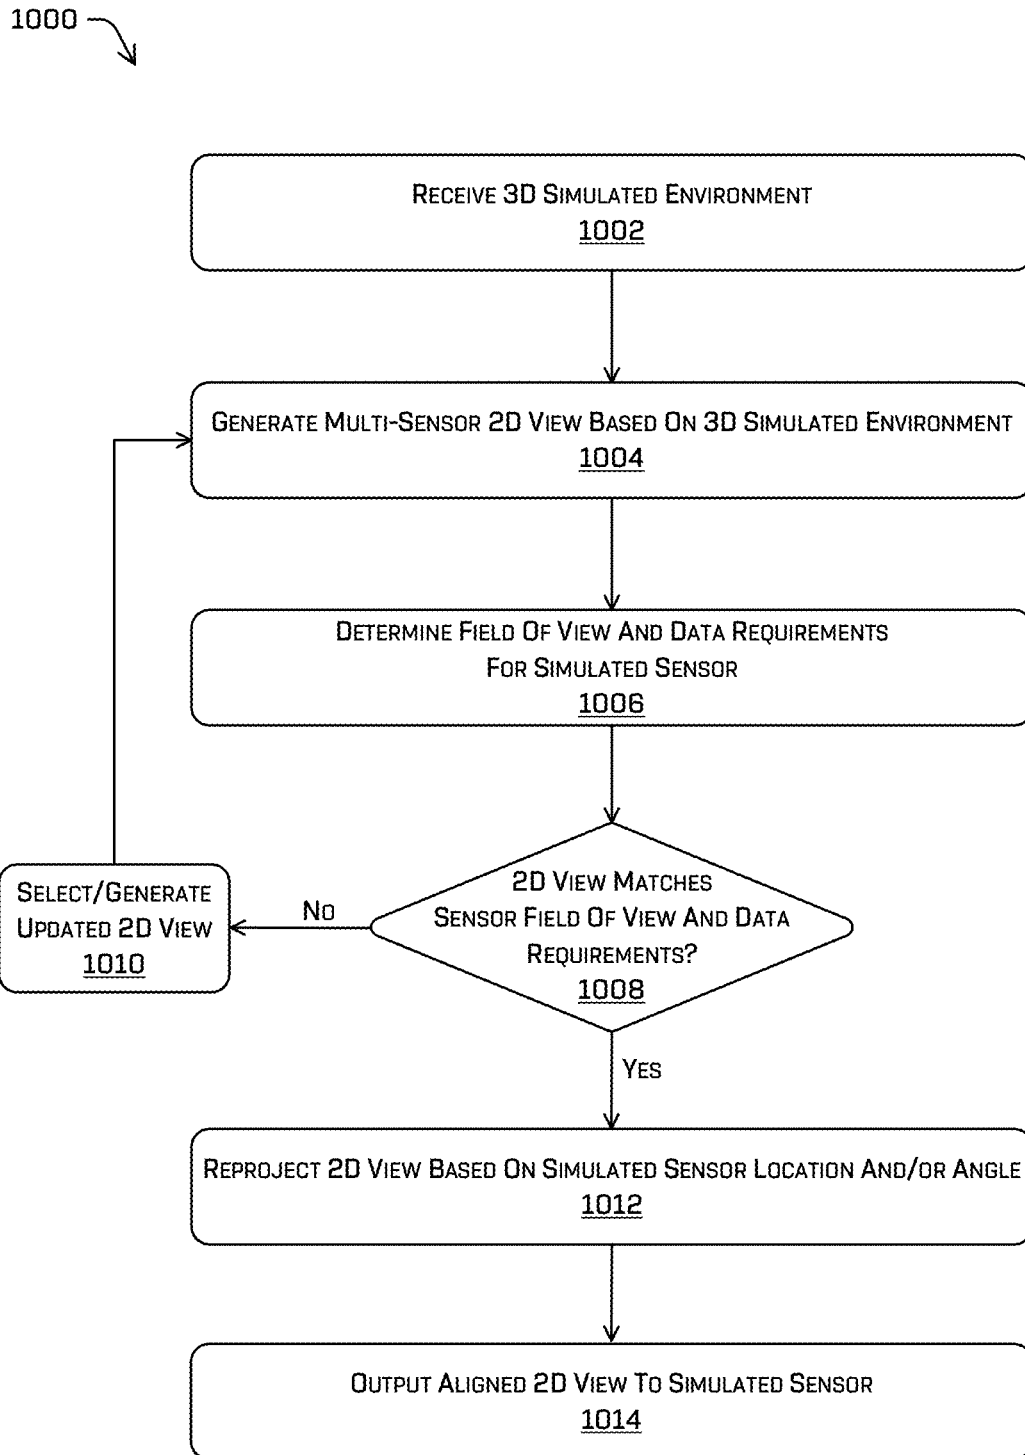 1000
RECEIVE 3D SIMULATED ENVIRONMENT
1002
GENERATE MULTI-SENSOR 2D VIEW BASED ON 3D SIMULATED ENVIRONMENT
1004
DETERMINE FIELD OF VIEW AND DATA REQUIREMENTS
FOR SIMULATED SENSOR
1006
2D VIEW MATCHES
SENSOR FIELD OF VIEW AND DATA
REQUIREMENTS?
1008
NO
SELECT/GENERATE
UPDATED 2D VIEW
1010
YES
REPROJECT 2D VIEW BASED ON SIMULATED SENSOR LOCATION AND/OR ANGLE
1012
OUTPUT ALIGNED 2D VIEW TO SIMULATED SENSOR
1014